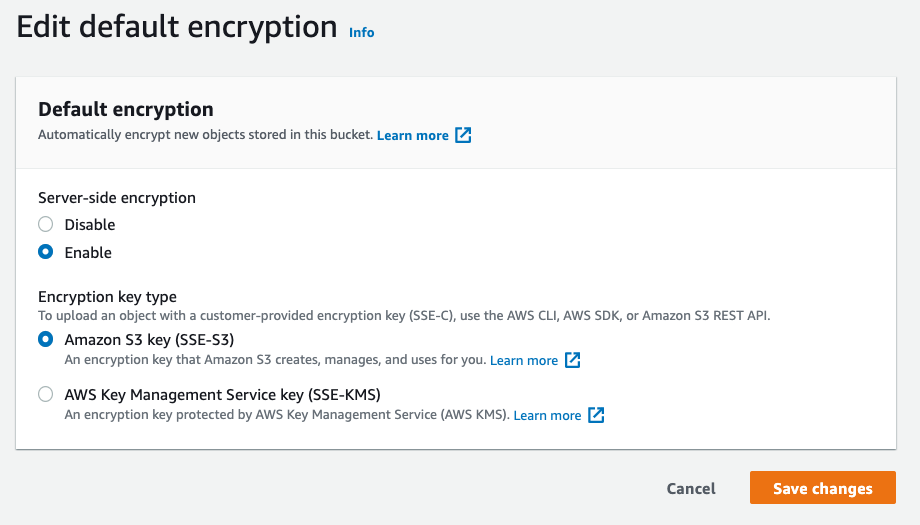 Edit default encryption Info
Default encryption
Automatically encrypt new objects stored in this bucket. Learn more
Server-side encryption
Disable
Enable
Encryption key type
To upload an object with a customer-provided encryption key (SSE-C), use the AWS CLI, AWS SDK, or Amazon S3 REST API.
Amazon S3 key (SSE-S3)
An encryption key that Amazon S3 creates, manages, and uses for you. Learn more
AWS Key Management Service key (SSE-KMS)
An encryption key protected by AWS Key Management Service (AWS KMS). Learn more
Cancel Save changes